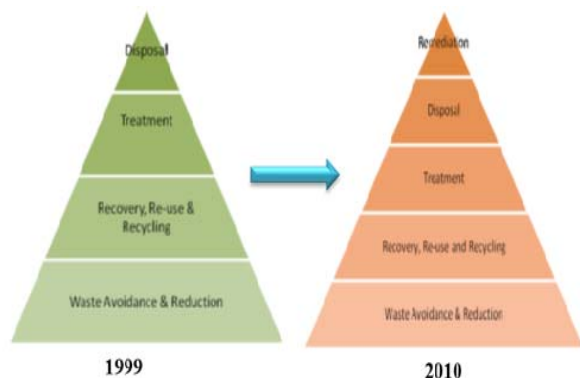 Disposal
Treatment
Recovery, Re-use &
Recycling
Waste Avoidance & Reduction
1999
Remediation
Disposal
Treatment
Recovery, Re-use and Recycling
Waste Avoidance & Reduction
2010